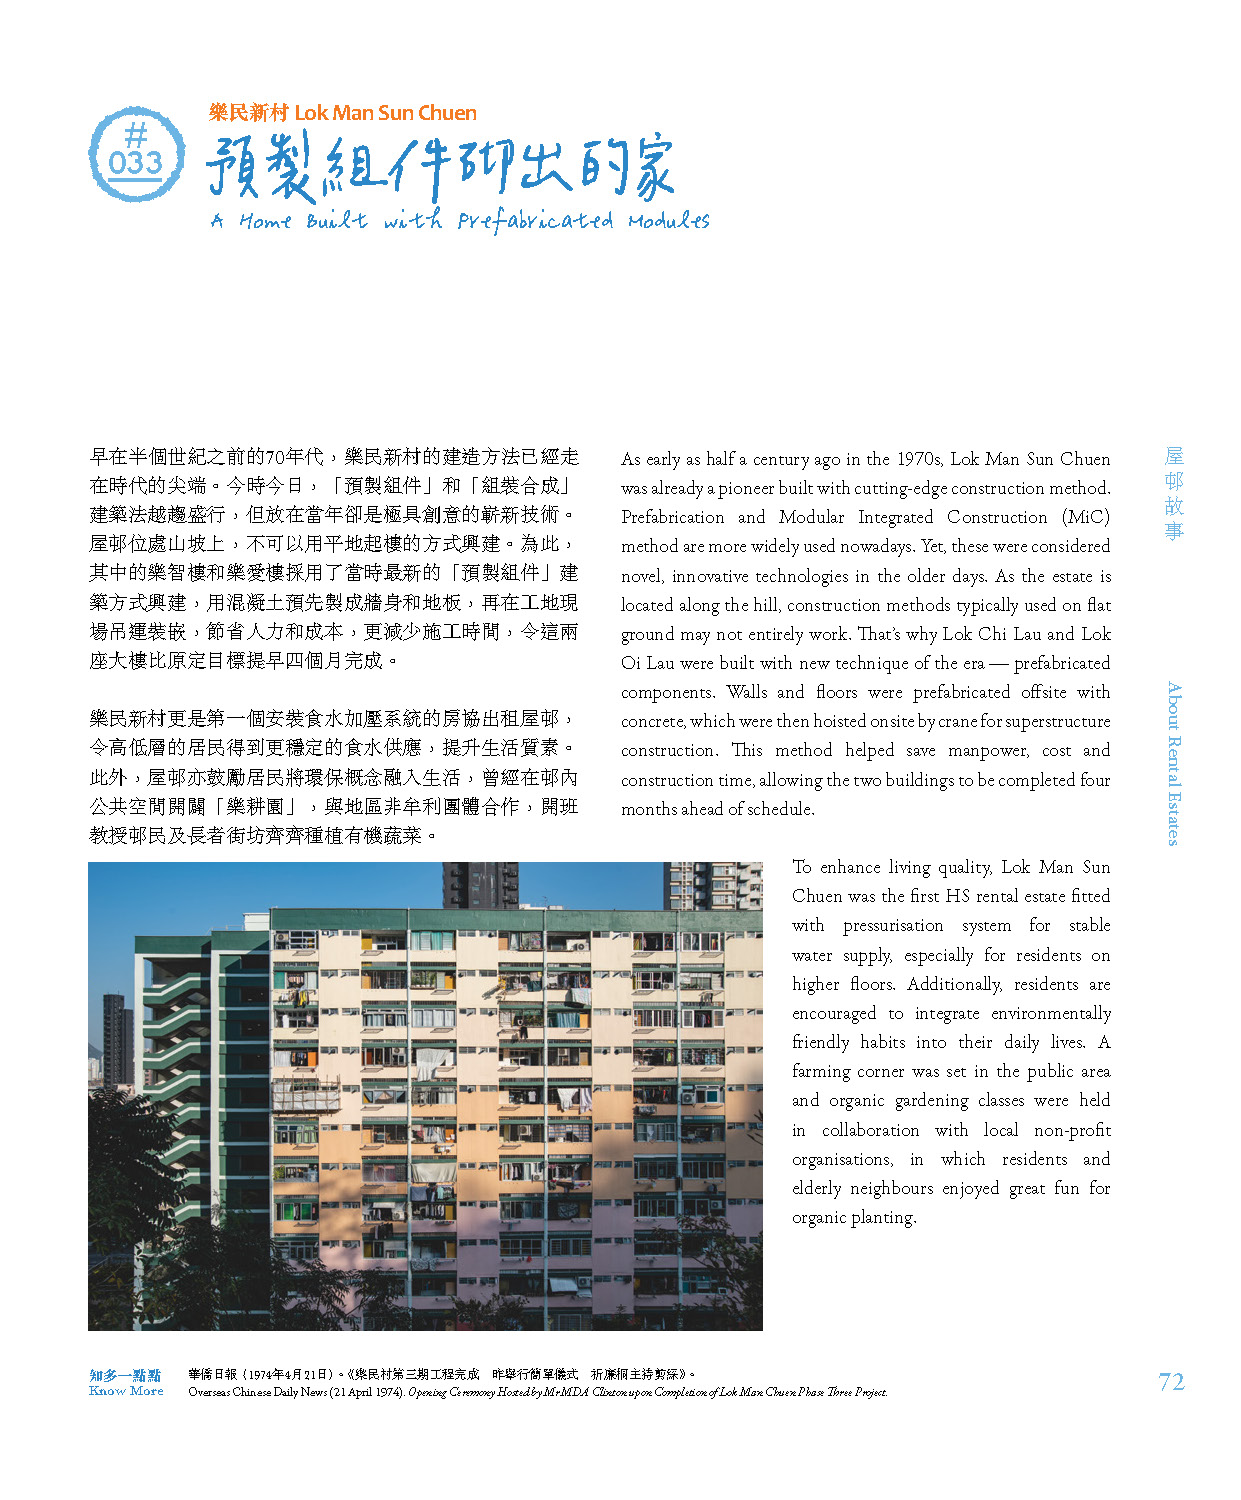 樂民新村 Lok Man Sun Chuen
#
033
預製組件砌出的家
A Home Built with Prefabricated Modules
早在半個世紀之前的70年代，樂民新村的建造方法已經走
在時代的尖端。今時今日，「預製組件」和「組裝合成」
建築法越趨盛行，但放在當年卻是極具創意的嶄新技術。
屋邨位處山坡上，不可以用平地起樓的方式興建。為此，
其中的樂智樓和樂愛樓採用了當時最新的「預製組件」建
築方式興建，用混凝土預先製成牆身和地板，再在工地現
場吊運裝嵌，節省人力和成本，更減少施工時間，令這兩
座大樓比原定目標提早四個月完成。
樂民新村更是第一個安裝食水加壓系統的房協出租屋邨，
令高低層的居民得到更穩定的食水供應，提升生活質素。
此外，屋邨亦鼓勵居民將環保概念融入生活，曾經在邨內
公共空間開闢「樂耕園」，與地區非牟利團體合作，開班
教授邨民及長者街坊齊齊種植有機蔬菜。
As early as half a century ago in the 1970s, Lok Man Sun Chuen
was already a pioneer built with cutting-edge construction method.
Prefabrication and Modular Integrated Construction (MiC)
method are more widely used nowadays. Yet, these were considered
novel, innovative technologies in the older days. As the estate is
located along the hill, construction methods typically used on flat
ground may not entirely work. That's why Lok Chi Lau and Lok
Oi Lau were built with new technique of the era — prefabricated
components. Walls and floors were prefabricated offsite with
concrete, which were then hoisted onsite by crane for superstructure
construction. This method helped save manpower, cost and
construction time, allowing the two buildings to be completed four
months ahead of schedule.
To enhance living quality, Lok Man Sun
Chuen was the first HS rental estate fitted
with pressurisation system for stable
water supply, especially for residents on
higher floors. Additionally, residents are
encouraged to integrate environmentally
friendly habits into their daily lives. A
farming corner was set in the public area
and organic gardening classes were held
in collaboration with local non-profit
organisations, in which residents and
elderly neighbours enjoyed great fun for
organic planting.
屋邨故事
About Rental Estates
知多一點點
華僑日報（1974年4月21日）。《樂民村第三期工程完成　昨舉行簡單儀式　祈廉桐主持剪綵》。
Know More
Overseas Chinese Daily News (21 April 1974). Opening Ceremony Hosted by Mr MDA Clinton upon Completion of Lok Man Chuen Phase Three Project.
72